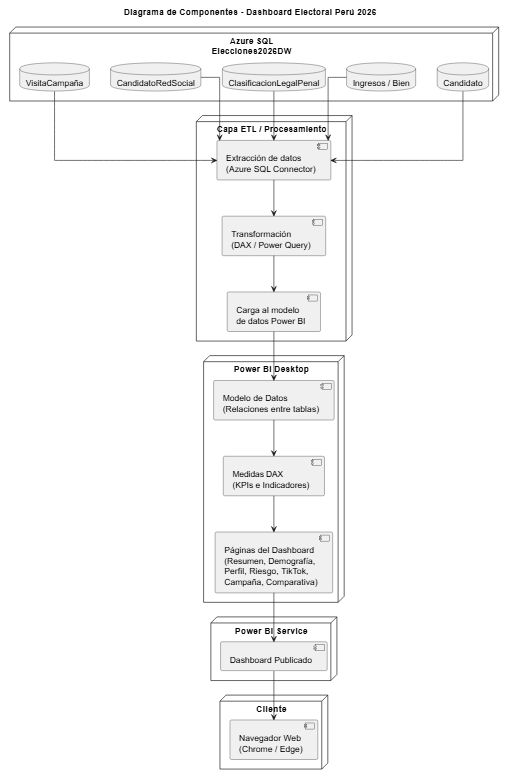 Diagrama de Componentes - Dashboard Electoral Perú 2026
Azure SQL
Elecciones2026DW
VisitaCampaña
CandidatoRedSocial
ClasificacionLegalPenal
Ingresos / Bien
Candidato
Capa ETL / Procesamiento
Extracción de datos
(Azure SQL Connector)
Transformación
(DAX / Power Query)
Carga al modelo
de datos Power BI
Power BI Desktop
Modelo de Datos
(Relaciones entre tablas)
Medidas DAX
(KPIs e Indicadores)
Páginas del Dashboard
(Resumen, Demografía,
Perfil, Riesgo, TikTok,
Campaña, Comparativa)
Power BI Service
Dashboard Publicado
Cliente
Navegador Web
(Chrome / Edge)